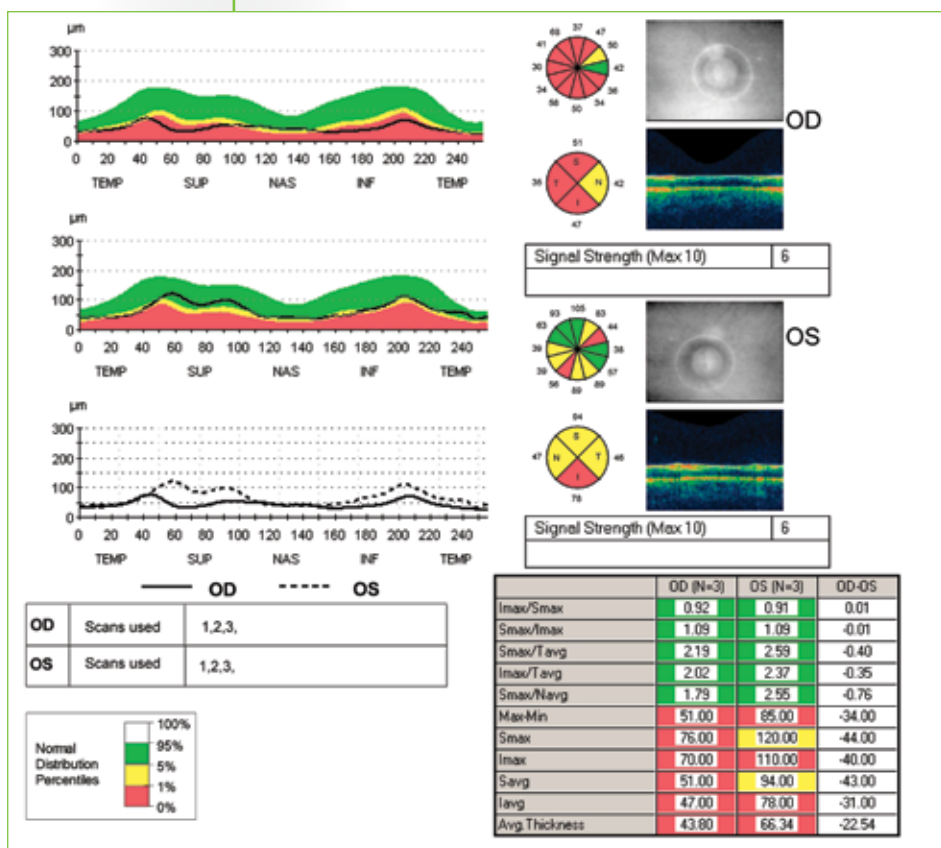 µm
300
200
100
0
0 20 40 60 80 100 120 140 160 180 200 220 240
TEMP SUP NAS INF TEMP
37
47
50
42
36
34
50
58
34
30
41
69
51
S
T N
38 42
I
47
OD
Signal Strength (Max 10) 6
µm
300
200
100
0
0 20 40 60 80 100 120 140 160 180 200 220 240
TEMP SUP NAS INF TEMP
105
83
44
38
57
89
89
56
39
39
63
93
94
S
N T
47 46
I
78
OS
Signal Strength (Max 10) 6
µm
300
200
100
0
0 20 40 60 80 100 120 140 160 180 200 220 240
TEMP SUP NAS INF TEMP
OD OS
OD Scans used 1,2,3,
OS Scans used 1,2,3,
Normal Distribution Percentiles
100%
95%
5%
1%
0%
OD (N=3) OS (N=3) OD-OS
Imax/Smax 0.92 0.91 0.01
Smax/Imax 1.09 1.09 -0.01
Smax/Tavg 2.19 2.59 -0.40
Imax/Tavg 2.02 2.37 -0.35
Smax/Navg 1.79 2.55 -0.76
Max-Min 51.00 85.00 -34.00
Smax 76.00 120.00 -44.00
Imax 70.00 110.00 -40.00
Savg 51.00 94.00 -43.00
Iavg 47.00 78.00 -31.00
Avg.Thickness 43.80 66.34 -22.54